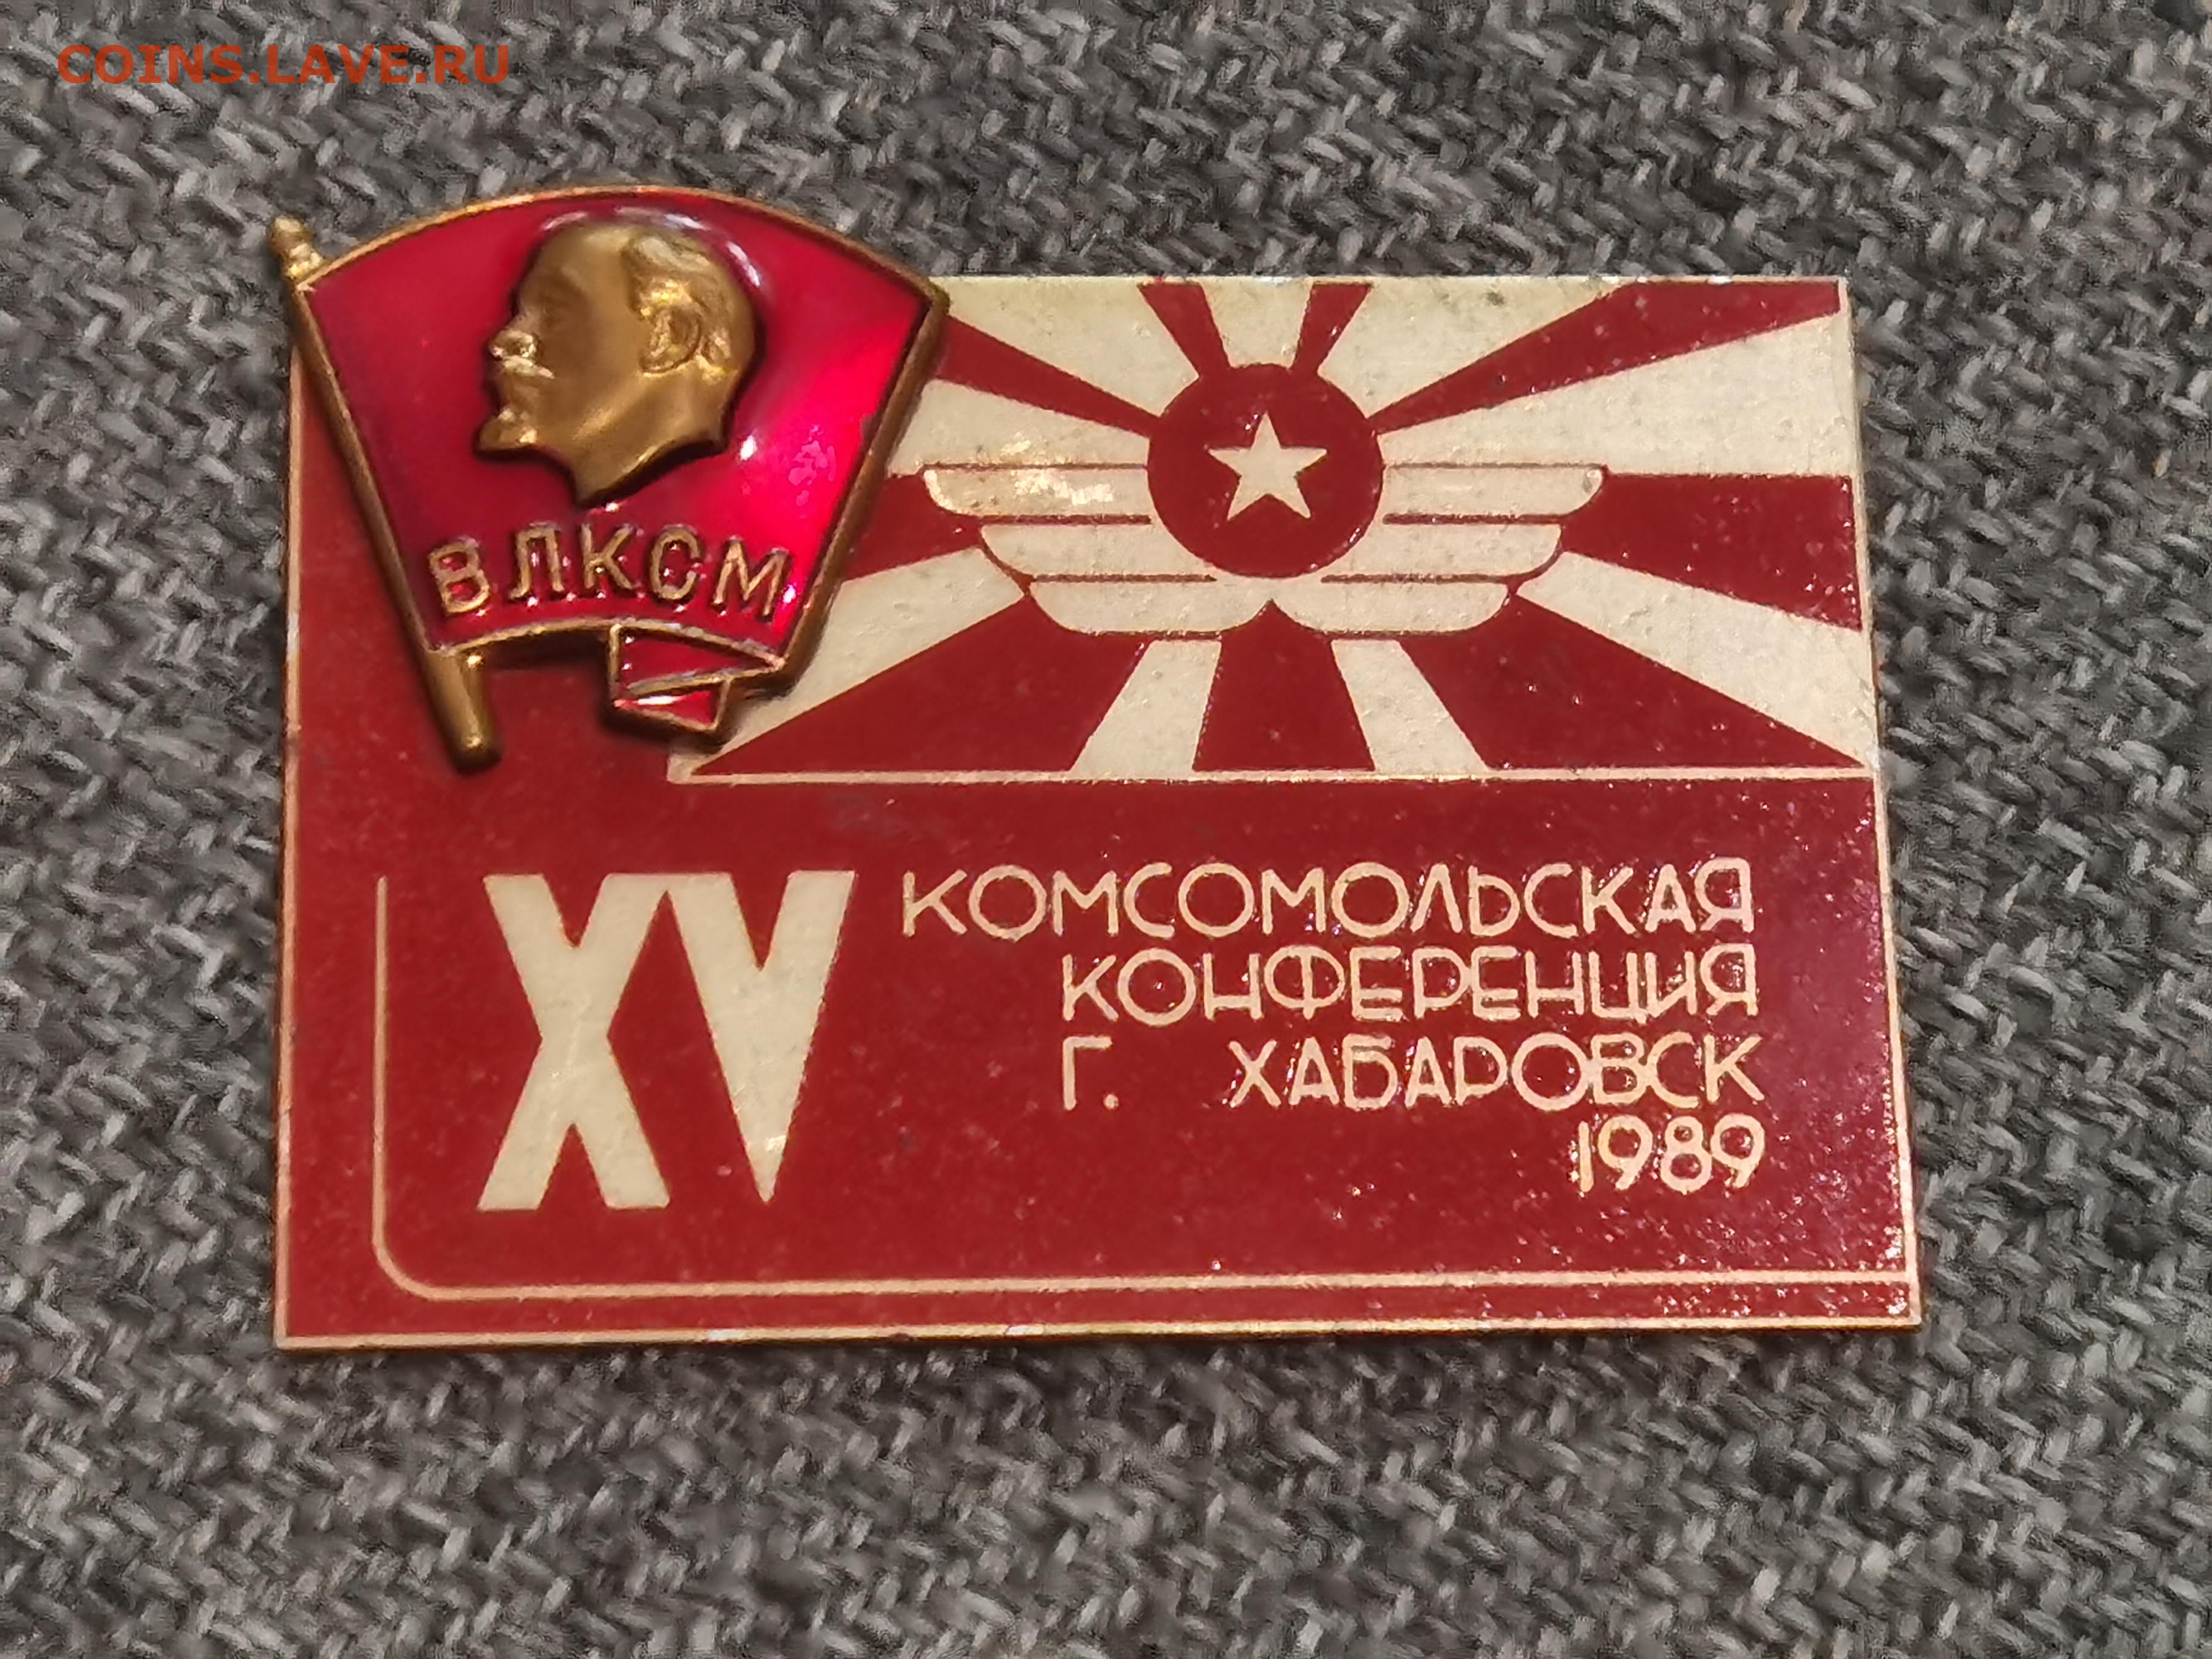 COINS.LAVE.RU
ВЛКСМ
XV КОМСОМОЛЬСКАЯ
КОНФЕРЕНЦИЯ
Г. ХАБАРОВСК
1989